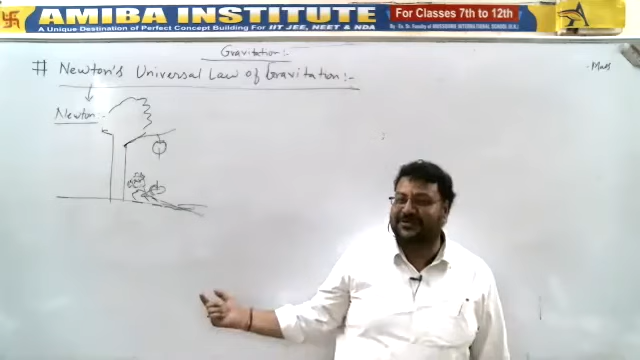 AMIBA INSTITUTE
A Unique Destination of Perfect Concept Building For IIT JEE, NEET & NDA
For Classes 7th to 12th
Gravitation:-
# Newton's Universal Law of Gravitation:-
Newton
. Mass